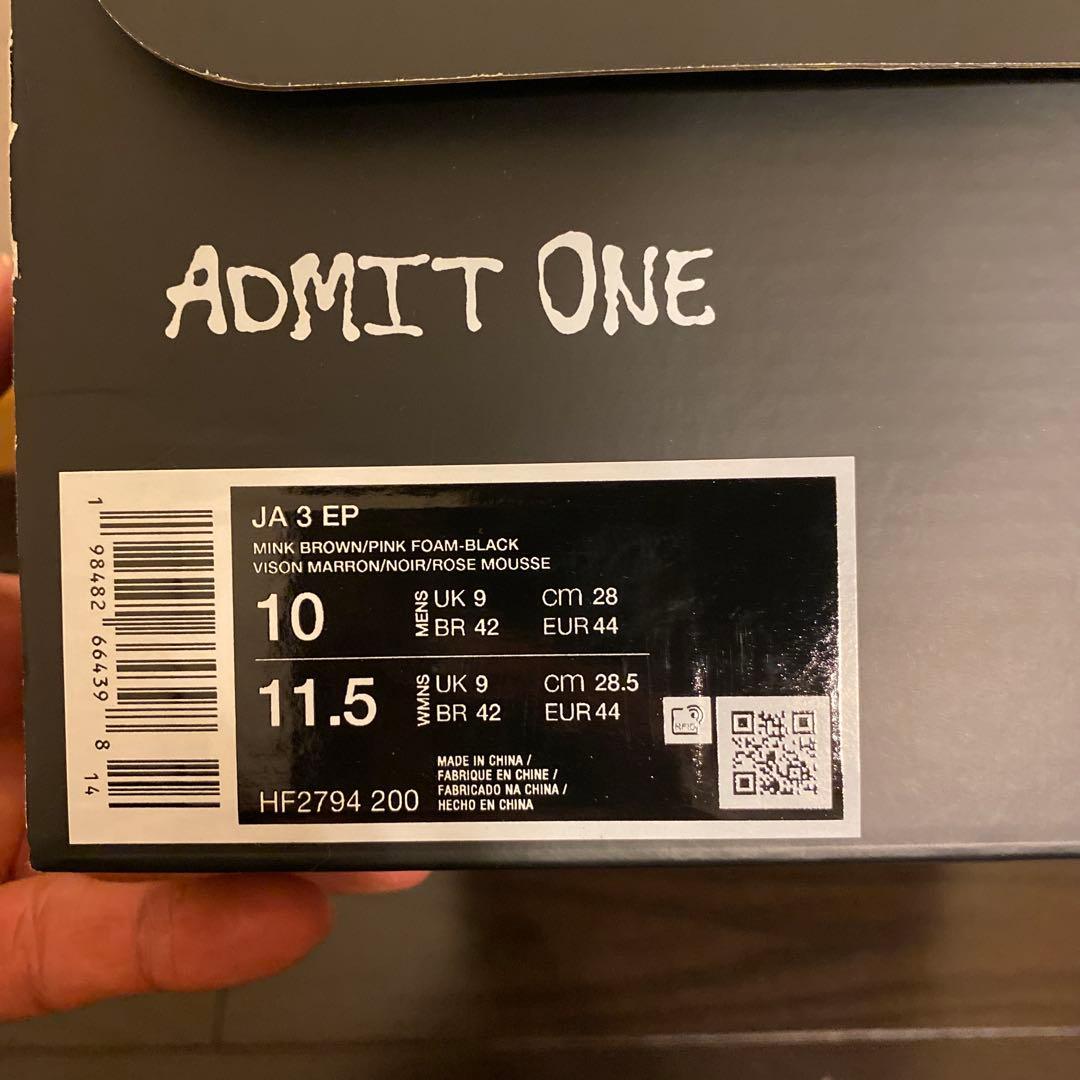 ADMIT ONE
JA 3 EP
MINK BROWN/PINK FOAM-BLACK
VISON MARRON/NOIR/ROSE MOUSSE
10 MENS UK 9 cm 28
BR 42 EUR 44
11.5 WMNS UK 9 cm 28.5
BR 42 EUR 44
RFID
MADE IN CHINA /
FABRIQUE EN CHINE /
FABRICADO NA CHINA /
HECHO EN CHINA
HF2794 200
1 98482 66439 8 14